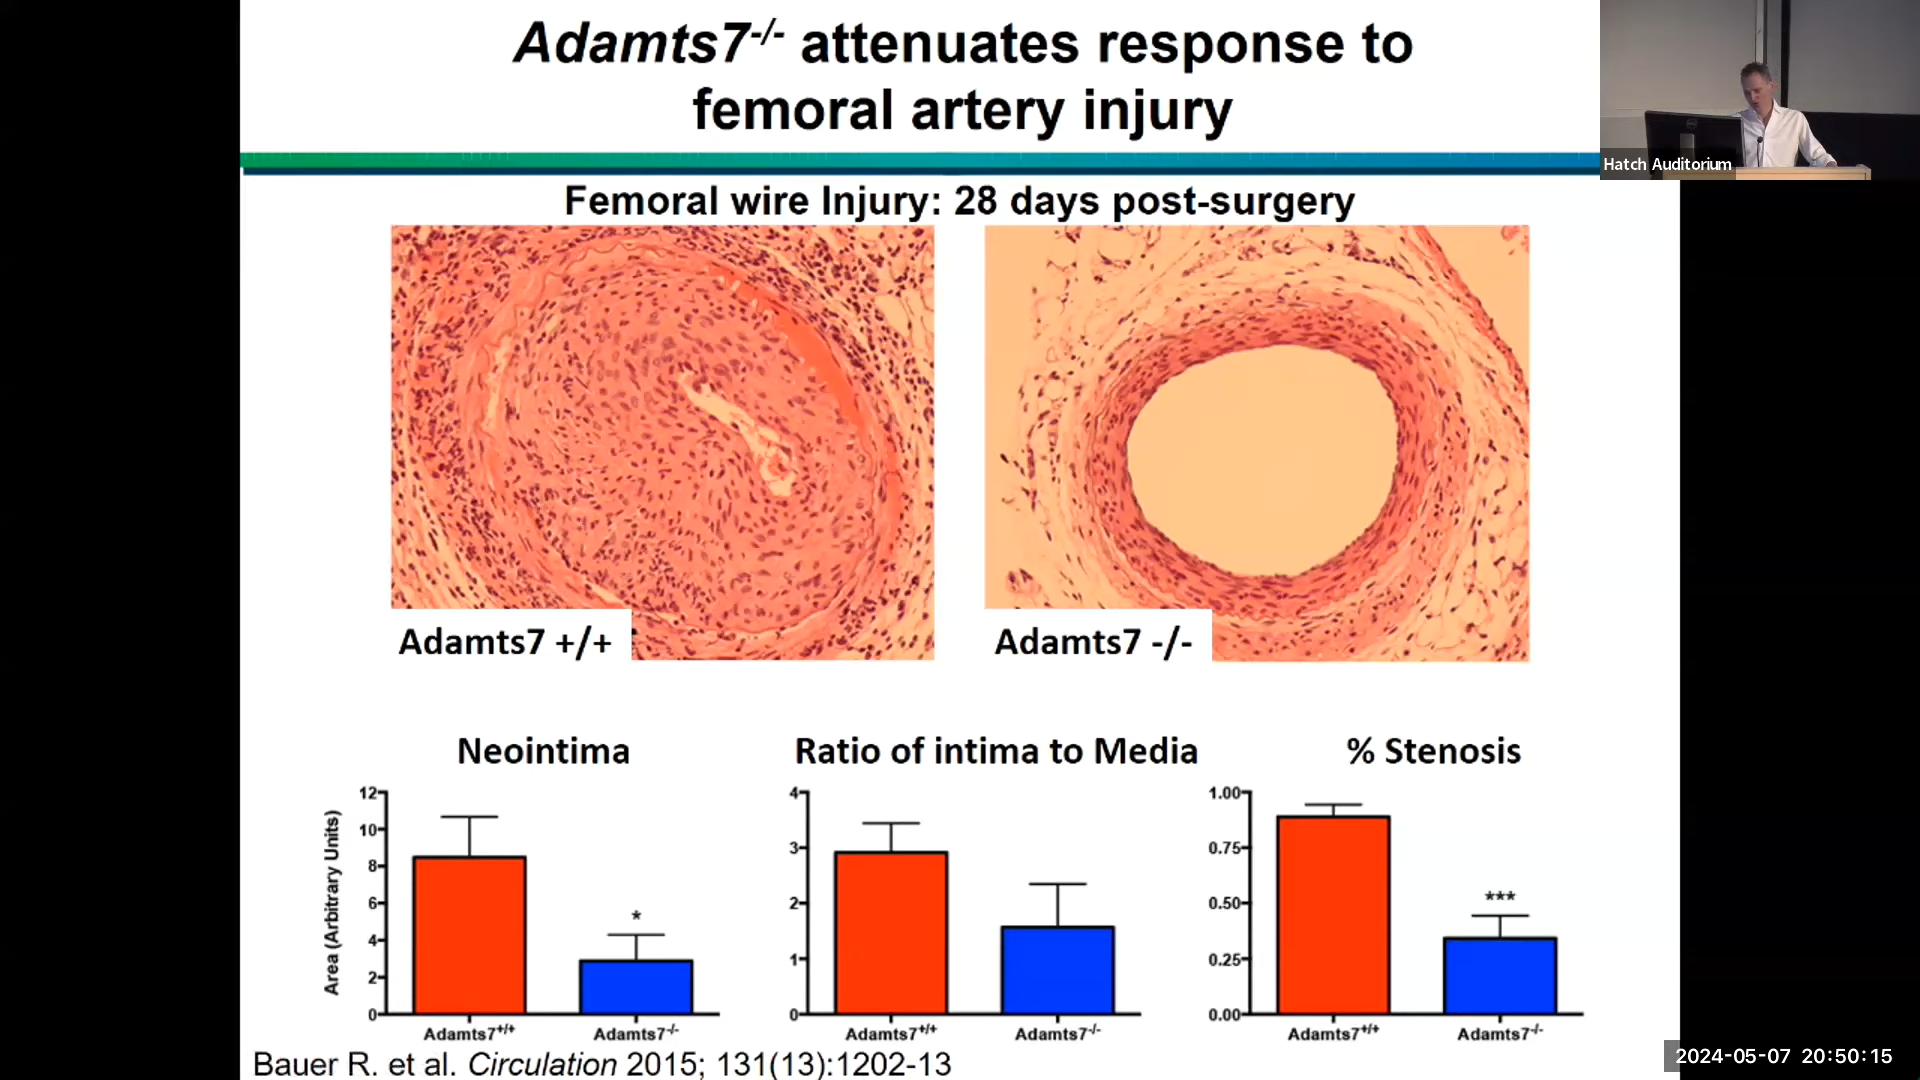 Adamts7-/- attenuates response to
femoral artery injury
Hatch Auditorium
Femoral wire Injury: 28 days post-surgery
Adamts7 +/+
Adamts7 -/-
Neointima
Area (Arbitrary Units)
12
10
8
6
4
2
0
*
Adamts7+/+
Adamts7-/-
Ratio of intima to Media
4
3
2
1
0
Adamts7+/+
Adamts7-/-
% Stenosis
1.00
0.75
0.50
0.25
0.00
***
Adamts7+/+
Adamts7-/-
Bauer R. et al. Circulation 2015; 131(13):1202-13
2024-05-07 20:50:15